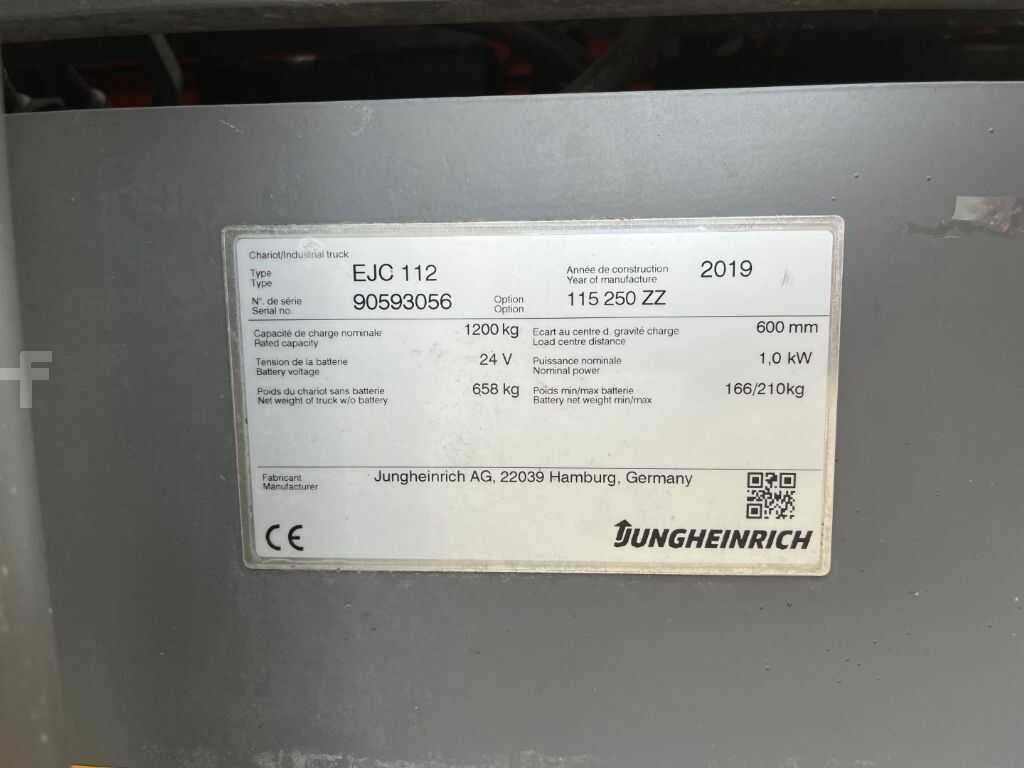 Chariot/Industrial truck
Type EJC 112 Année de construction 2019
Type Year of manufacture
N°. de série 90593056 Option 115 250 ZZ
Serial no. Option
Capacité de charge nominale 1200 kg Ecart au centre d. gravité charge 600 mm
Rated capacity Load centre distance
Tension de la batterie 24 V Puissance nominale 1,0 kW
Battery voltage Nominal power
Poids du chariot sans batterie 658 kg Poids min/max batterie 166/210kg
Net weight of truck w/o battery Battery net weight min/max
Fabricant Jungheinrich AG, 22039 Hamburg, Germany
Manufacturer
CE JUNGHEINRICH
F